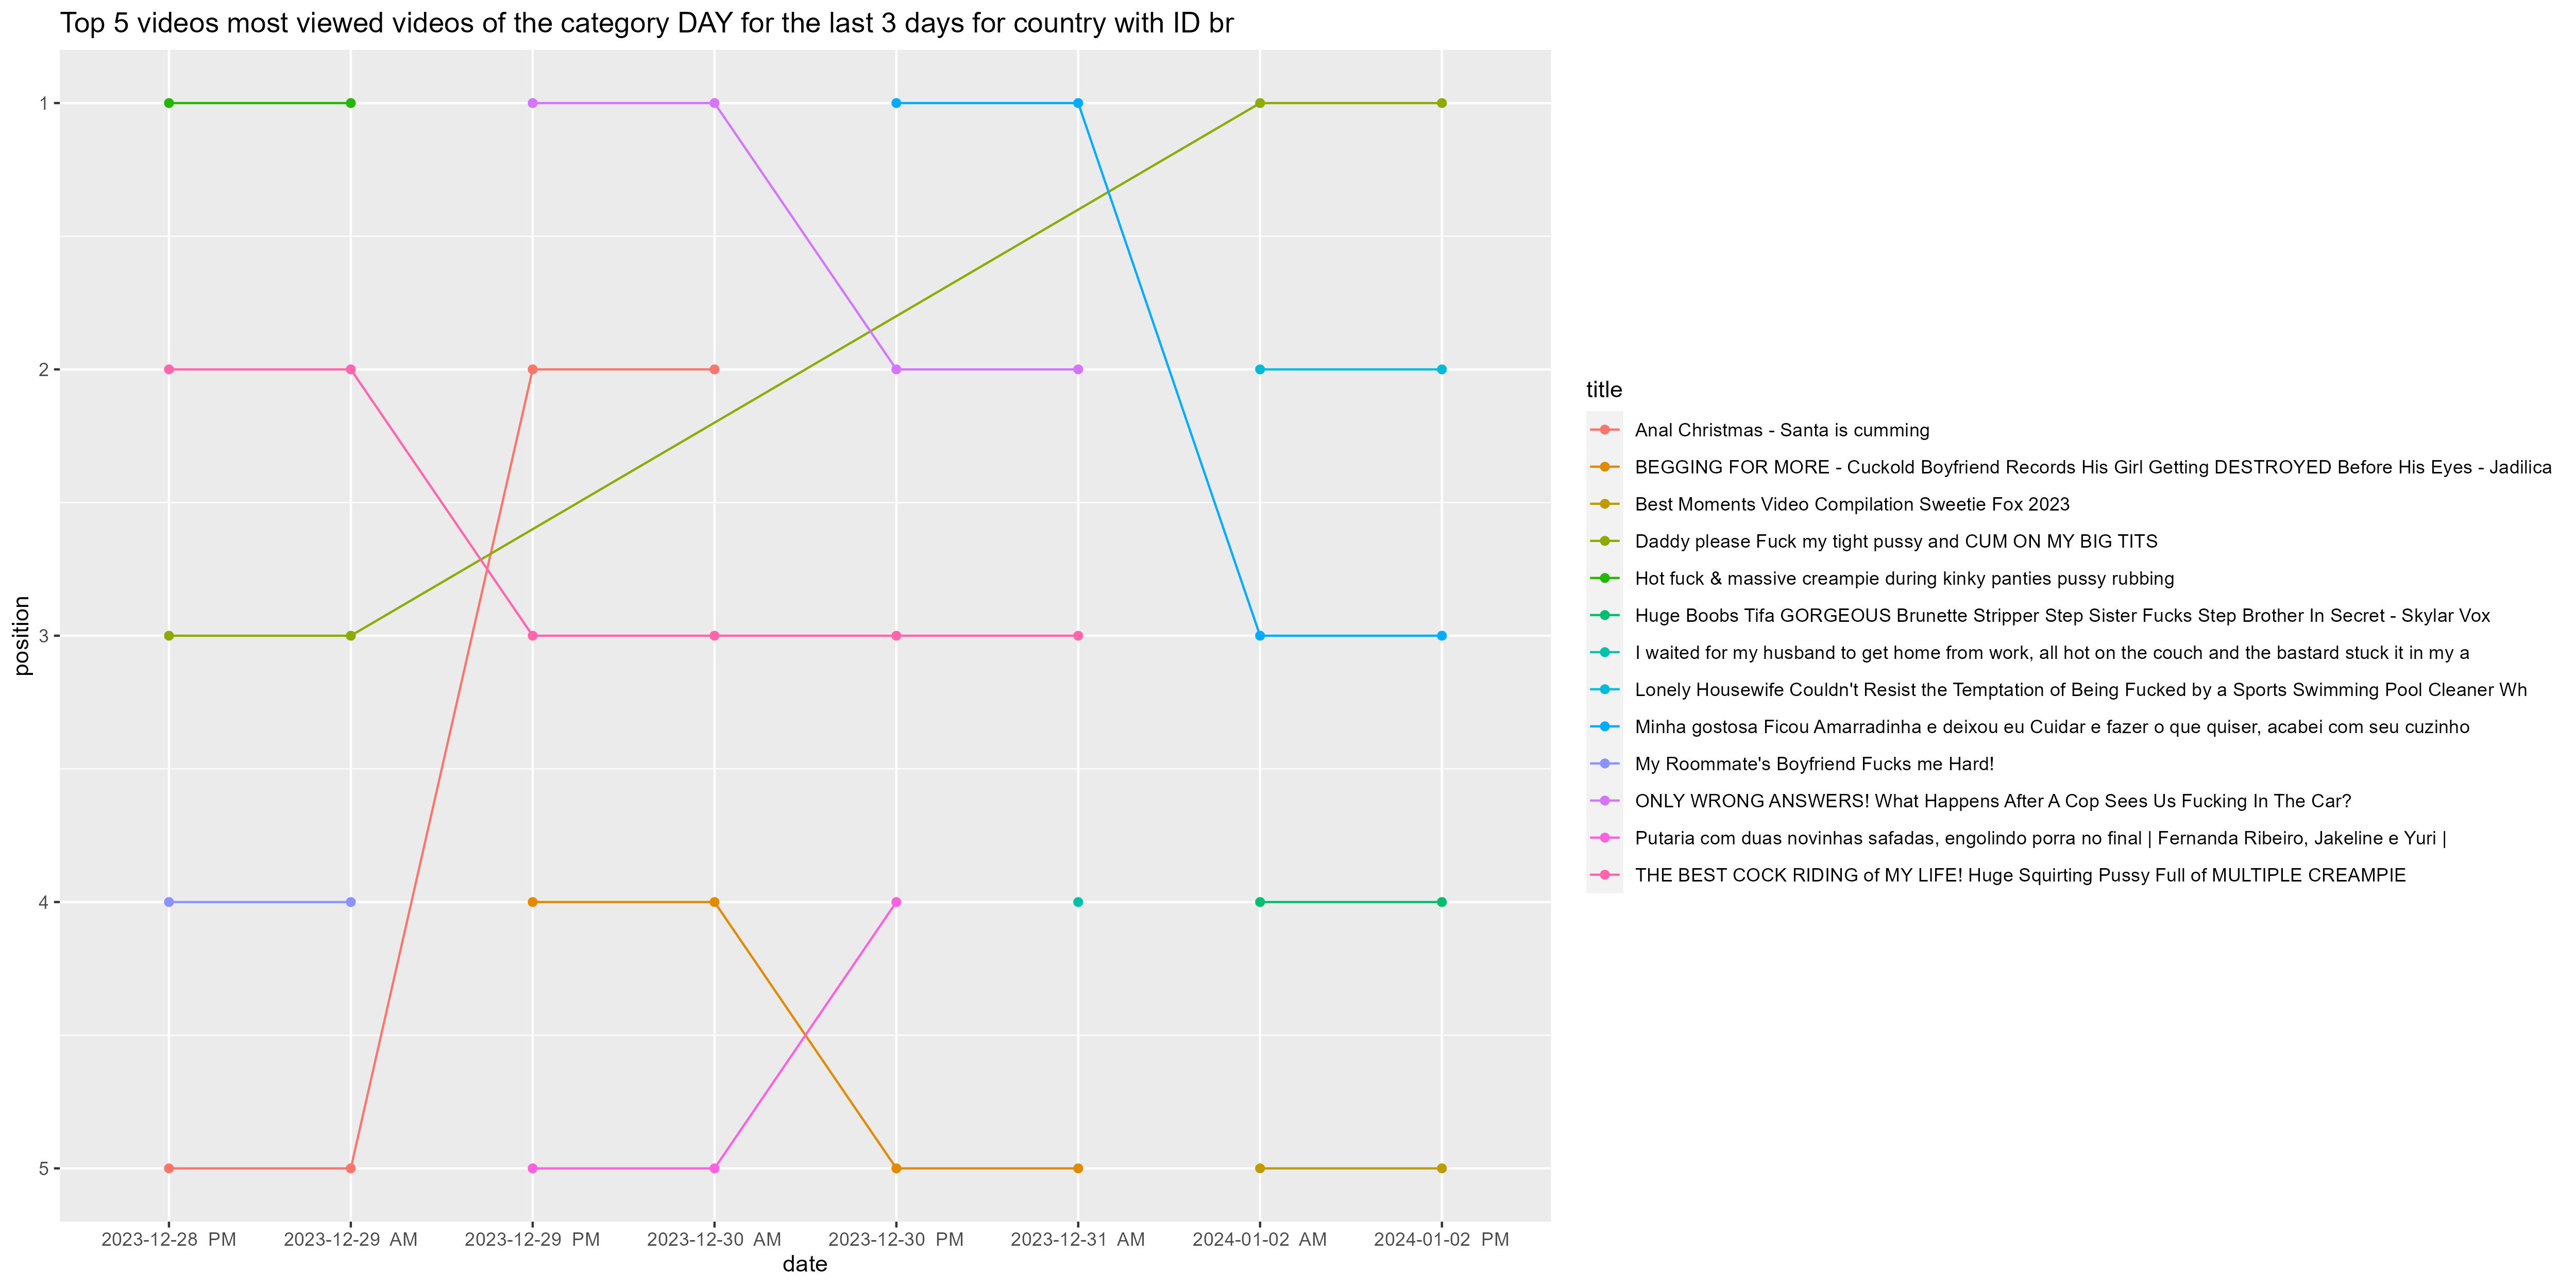 Top 5 videos most viewed videos of the category DAY for the last 3 days for country with ID br
position
1
2
3
4
5
2023-12-28 PM
2023-12-29 AM
2023-12-29 PM
2023-12-30 AM
2023-12-30 PM
2023-12-31 AM
2024-01-02 AM
2024-01-02 PM
date
title
Anal Christmas - Santa is cumming
BEGGING FOR MORE - Cuckold Boyfriend Records His Girl Getting DESTROYED Before His Eyes - Jadilica
Best Moments Video Compilation Sweetie Fox 2023
Daddy please Fuck my tight pussy and CUM ON MY BIG TITS
Hot fuck & massive creampie during kinky panties pussy rubbing
Huge Boobs Tifa GORGEOUS Brunette Stripper Step Sister Fucks Step Brother In Secret - Skylar Vox
I waited for my husband to get home from work, all hot on the couch and the bastard stuck it in my a
Lonely Housewife Couldn't Resist the Temptation of Being Fucked by a Sports Swimming Pool Cleaner Wh
Minha gostosa Ficou Amarradinha e deixou eu Cuidar e fazer o que quiser, acabei com seu cuzinho
My Roommate's Boyfriend Fucks me Hard!
ONLY WRONG ANSWERS! What Happens After A Cop Sees Us Fucking In The Car?
Putaria com duas novinhas safadas, engolindo porra no final | Fernanda Ribeiro, Jakeline e Yuri |
THE BEST COCK RIDING of MY LIFE! Huge Squirting Pussy Full of MULTIPLE CREAMPIE